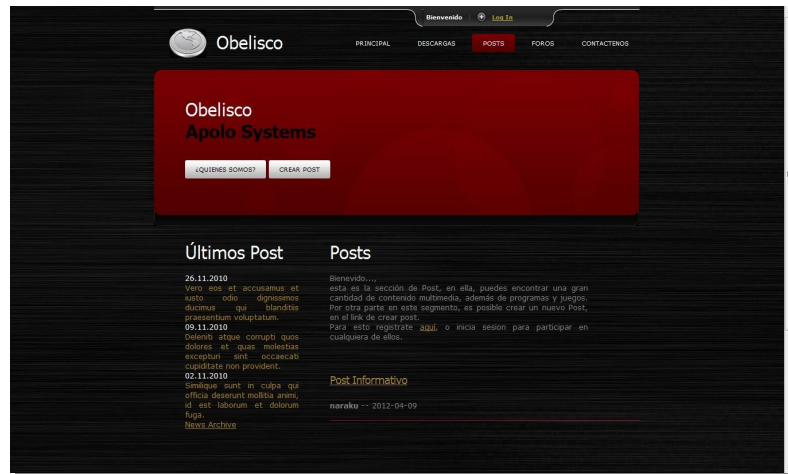 Bienvenido Log In
Obelisco
PRINCIPAL DESCARGAS POSTS FOROS CONTACTENOS
Obelisco
Apolo Systems
¿QUIENES SOMOS? CREAR POST
Últimos Post
26.11.2010
Vero eos et accusamus et
iusto odio dignissimos
ducimus qui blanditiis
praesentium voluptatum.
09.11.2010
Deleniti atque corrupti quos
dolores et quas molestias
excepturi sint occaecati
cupiditate non provident.
02.11.2010
Similique sunt in culpa qui
officia deserunt mollitia animi,
id est laborum et dolorum
fuga.
News Archive
Posts
Bienevido....,
esta es la sección de Post, en ella, puedes encontrar una gran
cantidad de contenido multimedia, además de programas y juegos.
Por otra parte en este segmento, es posible crear un nuevo Post,
en el link de crear post.
Para esto registrate aquí, o inicia sesion para participar en
cualquiera de ellos.
Post Informativo
naraku -- 2012-04-09